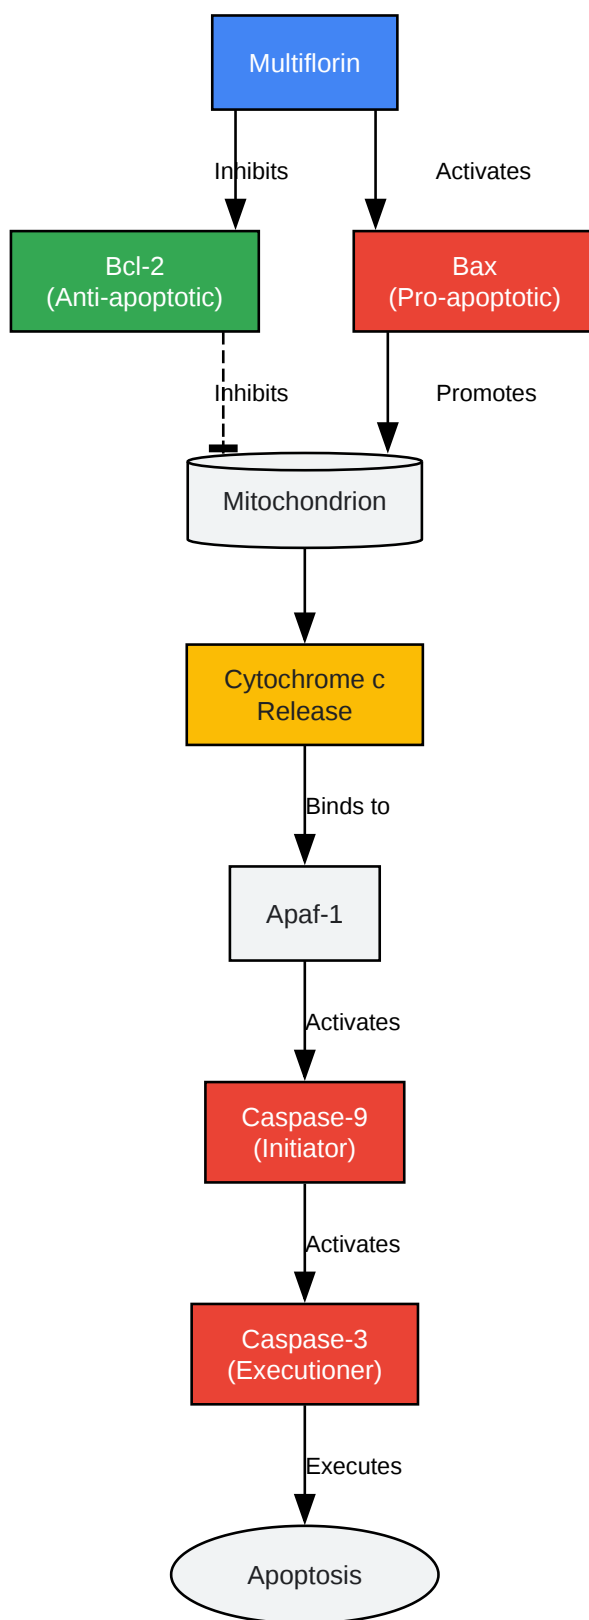 Multiflorin
Inhibits
Activates
Bcl-2
(Anti-apoptotic)
Bax
(Pro-apoptotic)
Inhibits
Promotes
Mitochondrion
Cytochrome c
Release
Binds to
Apaf-1
Activates
Caspase-9
(Initiator)
Activates
Caspase-3
(Executioner)
Executes
Apoptosis